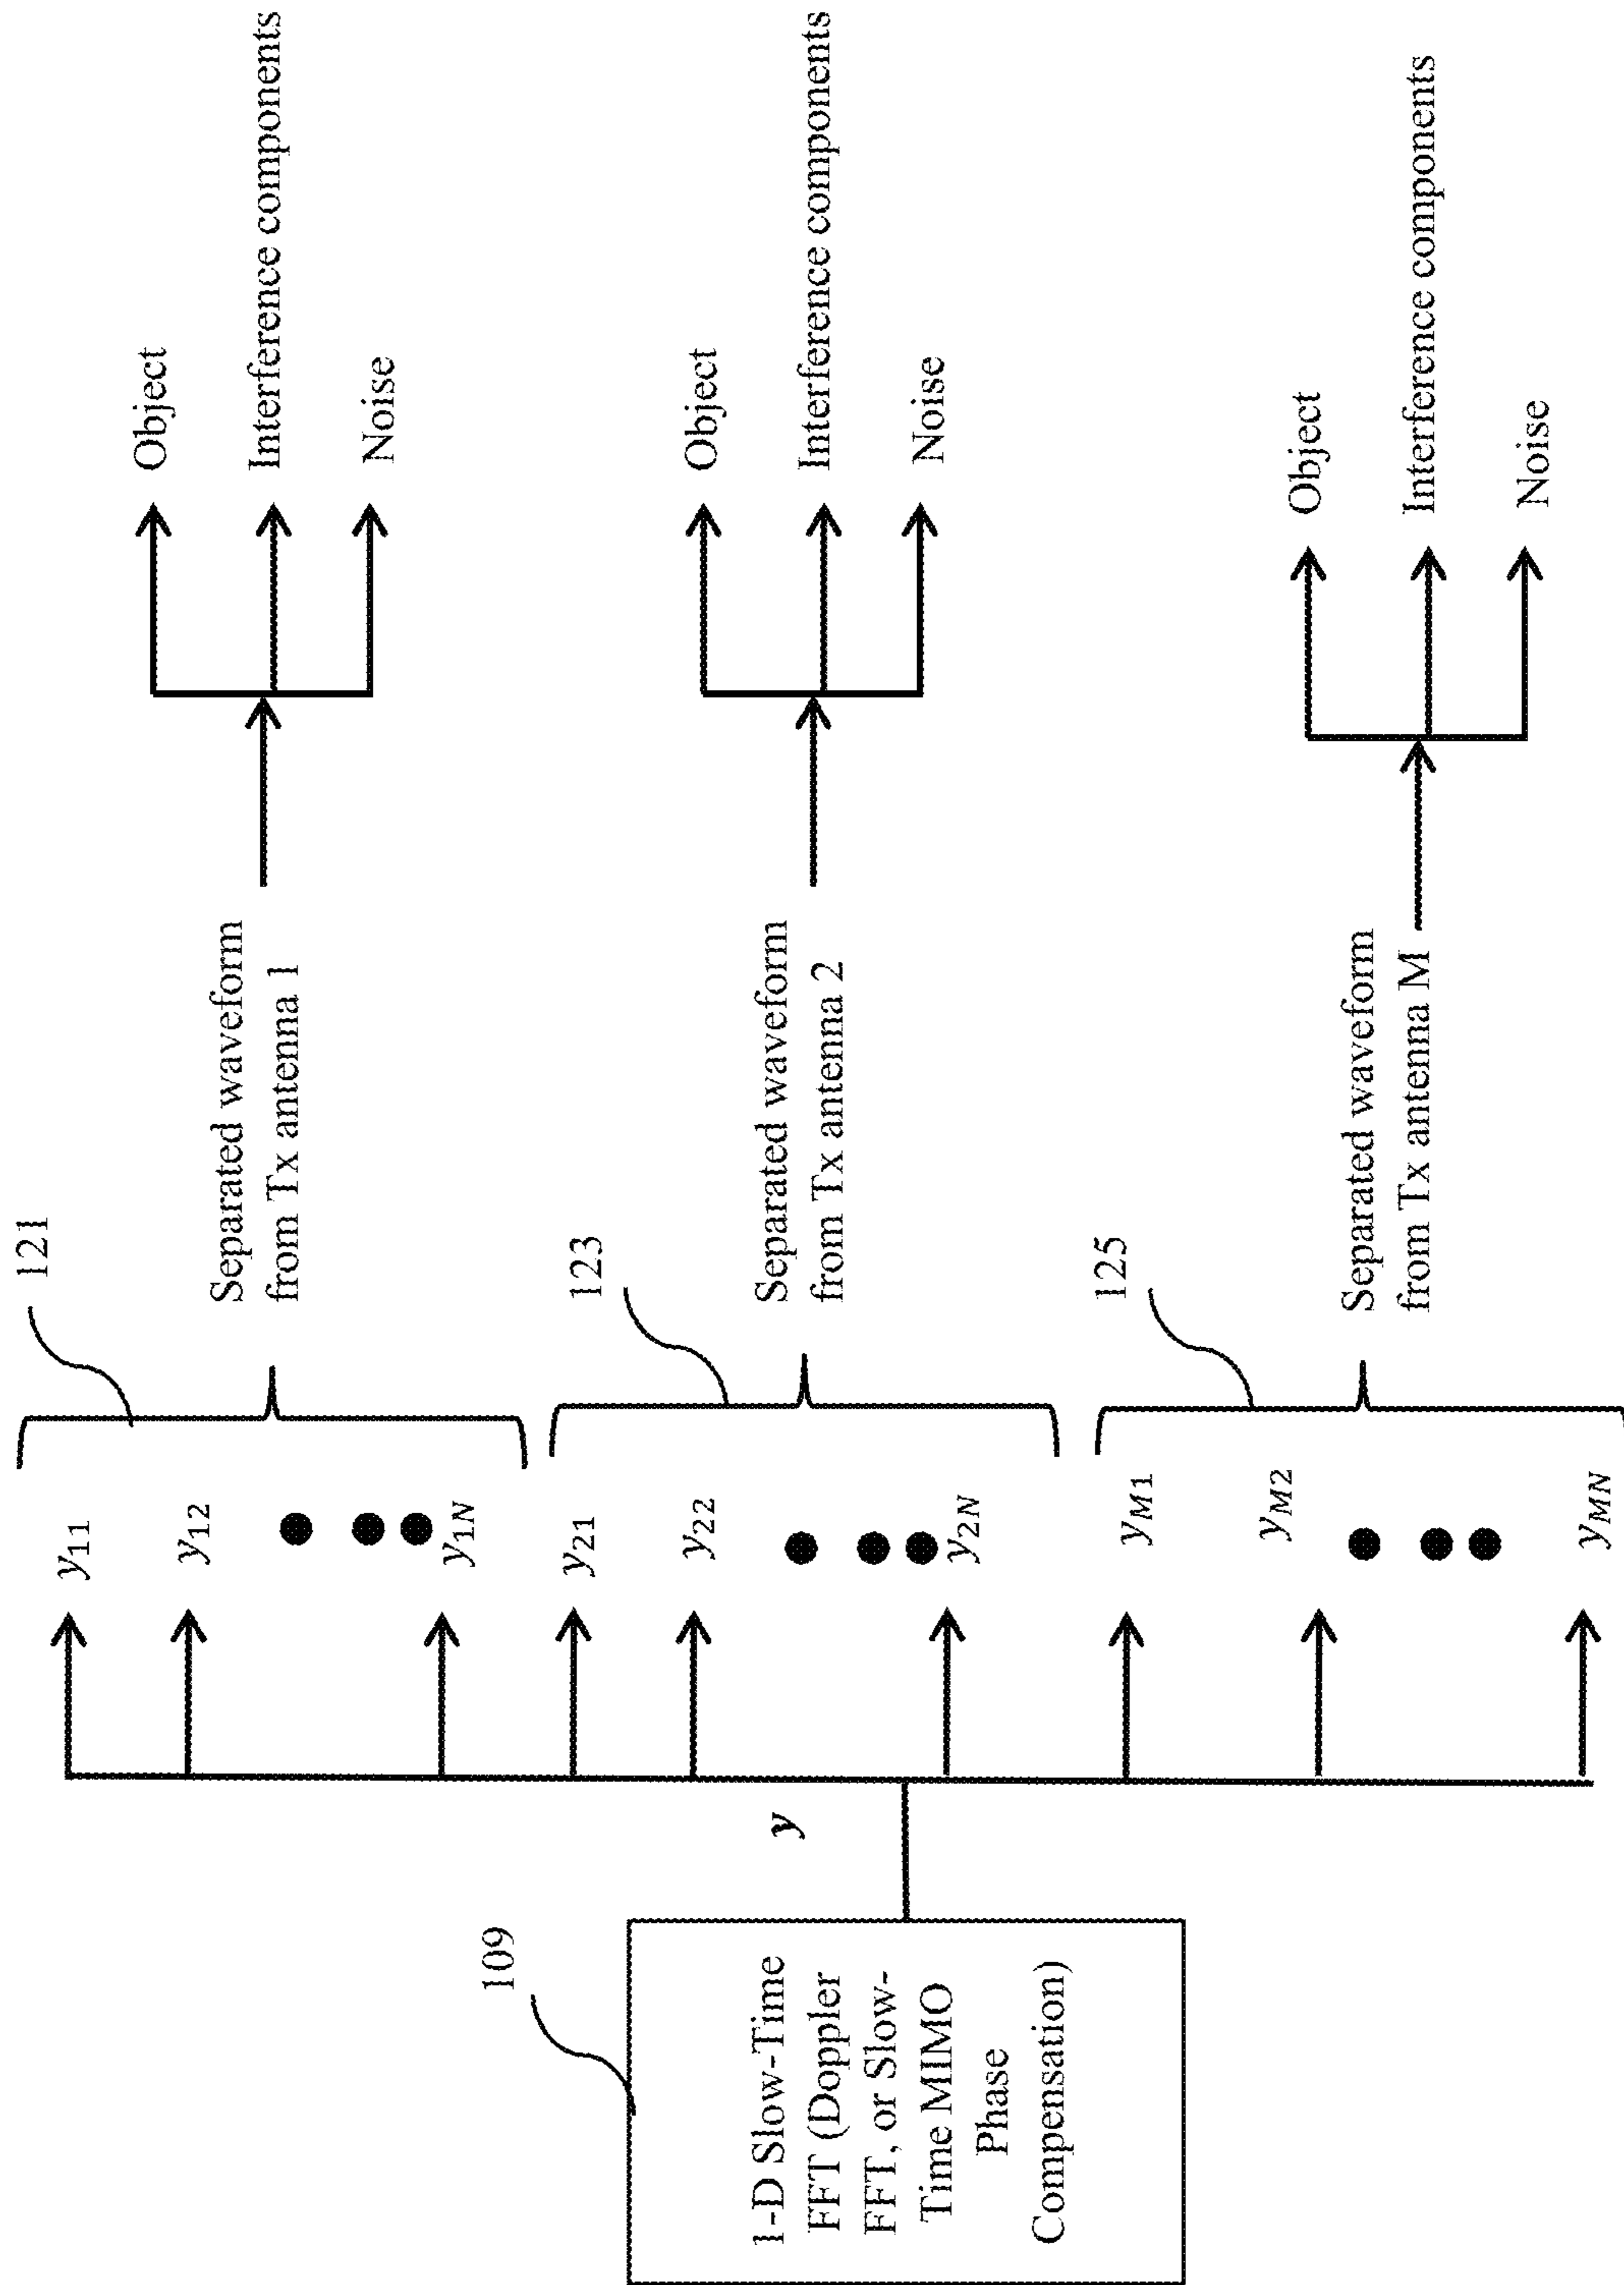 109
1-D Slow-Time
FFT (Doppler
FFT, or Slow-
Time MIMO
Phase
Compensation)
y
y11
y12
y1N
y21
y22
y2N
yM1
yM2
yMN
121
Separated waveform
from Tx antenna 1
Object
Interference components
Noise
123
Separated waveform
from Tx antenna 2
Object
Interference components
Noise
125
Separated waveform
from Tx antenna M
Object
Interference components
Noise